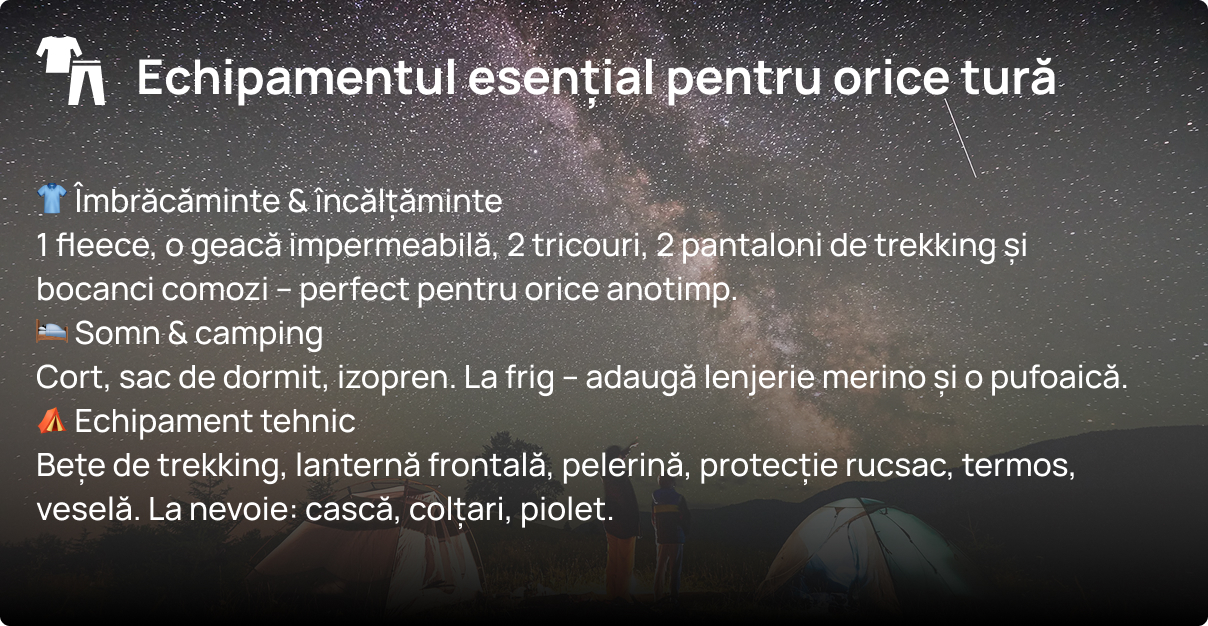 Echipamentul esențial pentru orice tură
👕 Îmbrăcăminte & încălțăminte
1 fleece, o geacă impermeabilă, 2 tricouri, 2 pantaloni de trekking și
bocanci comozi – perfect pentru orice anotimp.
🛌 Somn & camping
Cort, sac de dormit, izopren. La frig – adaugă lenjerie merino și o pufoaică.
⛺ Echipament tehnic
Bețe de trekking, lanternă frontală, pelerină, protecție rucsac, termos,
veselă. La nevoie: cască, colțari, piolet.